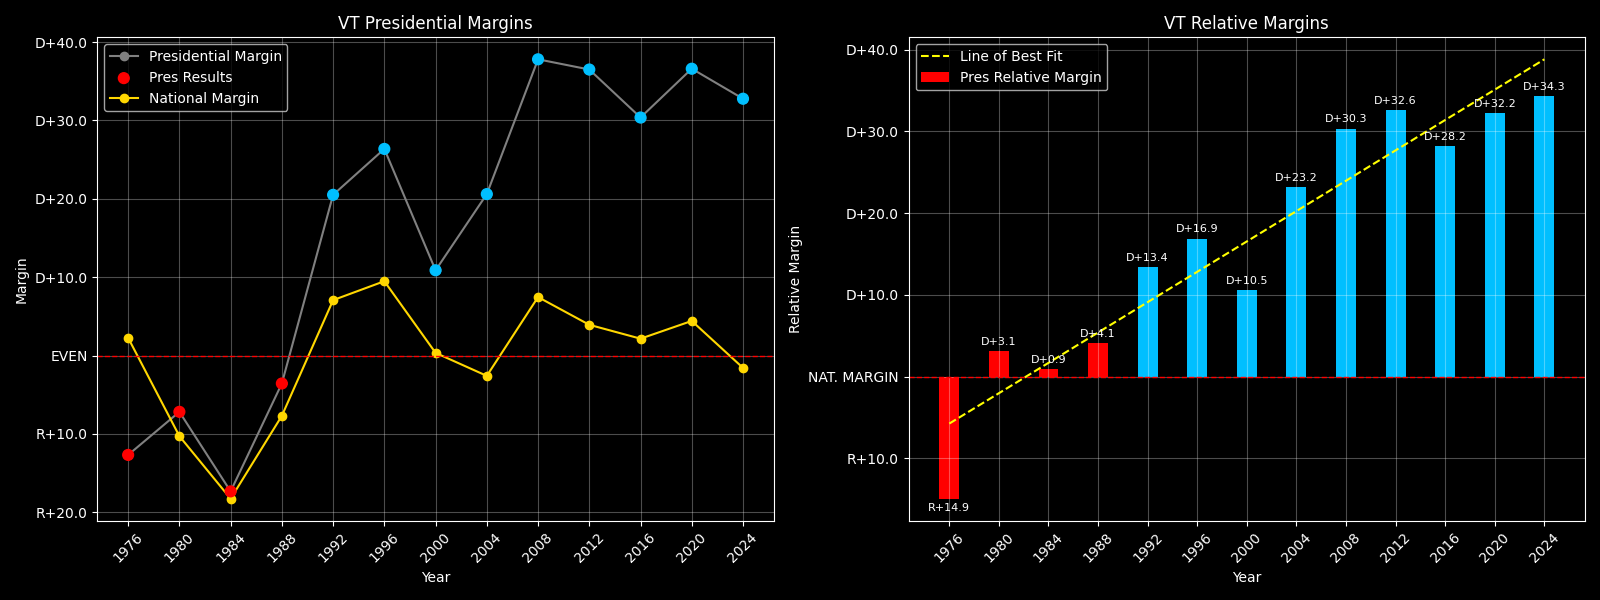 VT Presidential Margins
Presidential Margin
Pres Results
National Margin
D+40.0
D+30.0
D+20.0
D+10.0
EVEN
R+10.0
R+20.0
Margin
1976
1980
1984
1988
1992
1996
2000
2004
2008
2012
2016
2020
2024
Year
VT Relative Margins
Line of Best Fit
Pres Relative Margin
D+40.0
D+30.0
D+20.0
D+10.0
NAT. MARGIN
R+10.0
Relative Margin
R+14.9
D+3.1
D+0.9
D+4.1
D+13.4
D+16.9
D+10.5
D+23.2
D+30.3
D+32.6
D+28.2
D+32.2
D+34.3
1976
1980
1984
1988
1992
1996
2000
2004
2008
2012
2016
2020
2024
Year